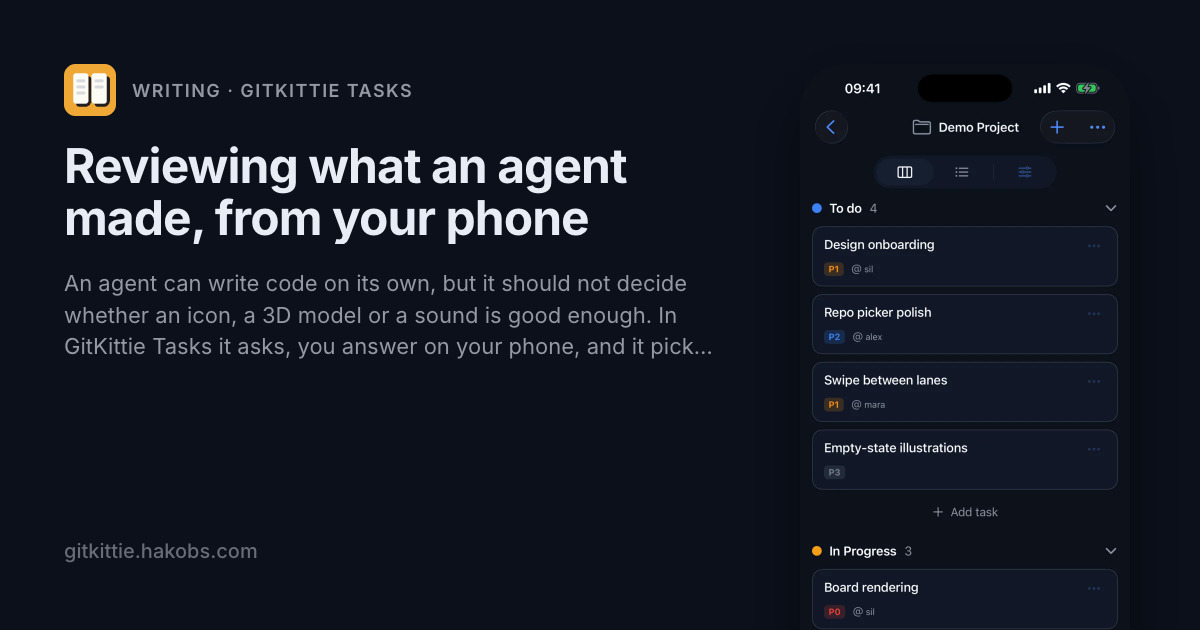 WRITING · GITKITTIE TASKS
Reviewing what an agent
made, from your phone
An agent can write code on its own, but it should not decide
whether an icon, a 3D model or a sound is good enough. In
GitKittie Tasks it asks, you answer on your phone, and it pick...
gitkittie.hakobs.com
09:41
Demo Project
To do 4
Design onboarding
P1 @ sil
Repo picker polish
P2 @ alex
Swipe between lanes
P1 @ mara
Empty-state illustrations
P3
+ Add task
In Progress 3
Board rendering
P0 @ sil